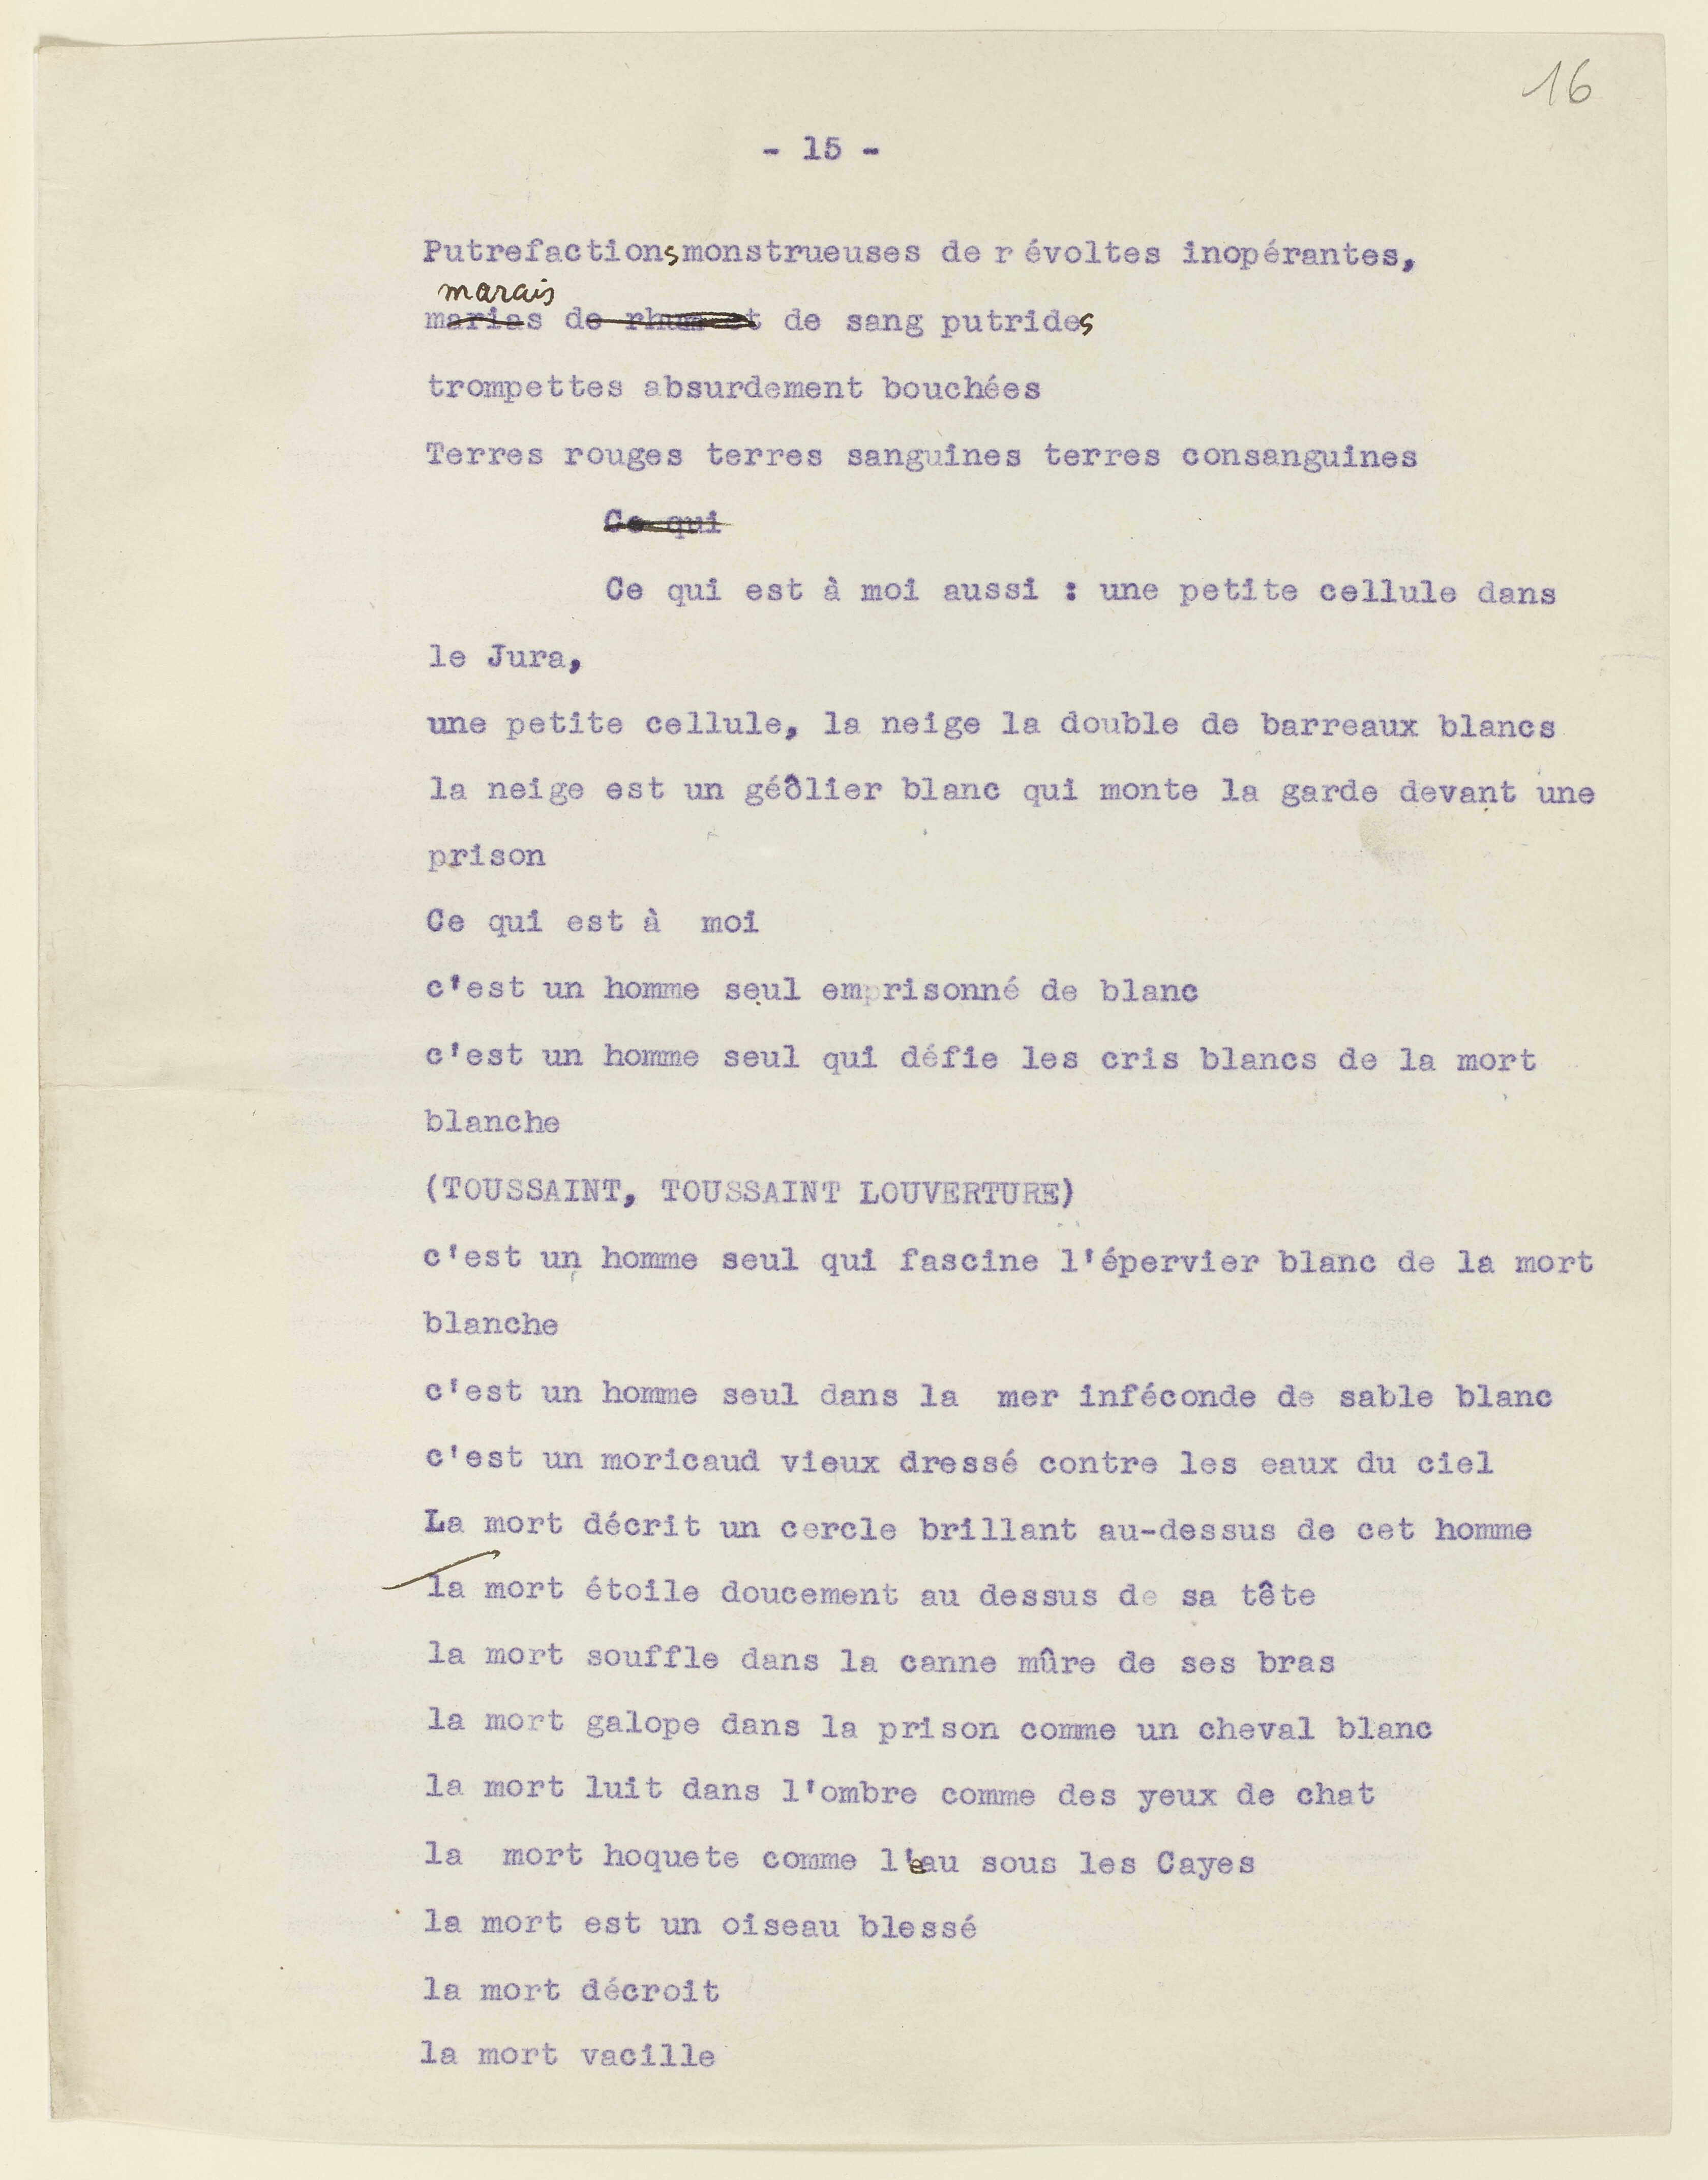 16
- 15 -
Putrefactions monstrueuses de r évoltes inopérantes,
marais
marias de rhum et de sang putrides
trompettes absurdement bouchées
Terres rouges terres sanguines terres consanguines
Ce qui
Ce qui est à moi aussi : une petite cellule dans
le Jura,
une petite cellule, la neige la double de barreaux blancs
la neige est un géôlier blanc qui monte la garde devant une
prison
Ce qui est à moi
c'est un homme seul emprisonné de blanc
c'est un homme seul qui défie les cris blancs de la mort
blanche
(TOUSSAINT, TOUSSAINT LOUVERTURE)
c'est un homme seul qui fascine l'épervier blanc de la mort
blanche
c'est un homme seul dans la mer inféconde de sable blanc
c'est un moricaud vieux dressé contre les eaux du ciel
La mort décrit un cercle brillant au-dessus de cet homme
la mort étoile doucement au dessus de sa tête
la mort souffle dans la canne mûre de ses bras
la mort galope dans la prison comme un cheval blanc
la mort luit dans l'ombre comme des yeux de chat
la mort hoquete comme l'eau sous les Cayes
la mort est un oiseau blessé
la mort décroit
la mort vacille